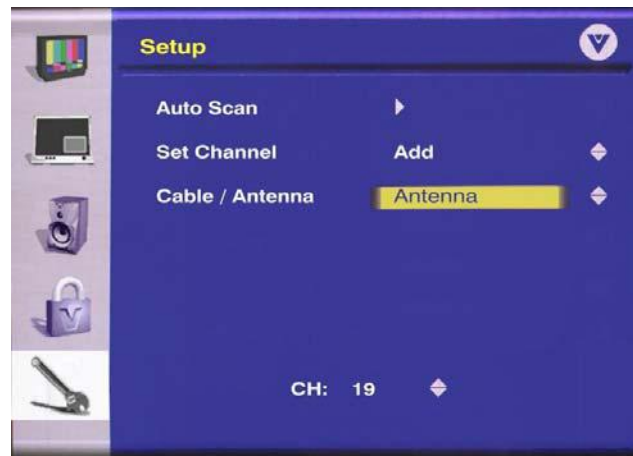 Setup
Auto Scan
Set Channel Add
Cable / Antenna Antenna
CH: 19